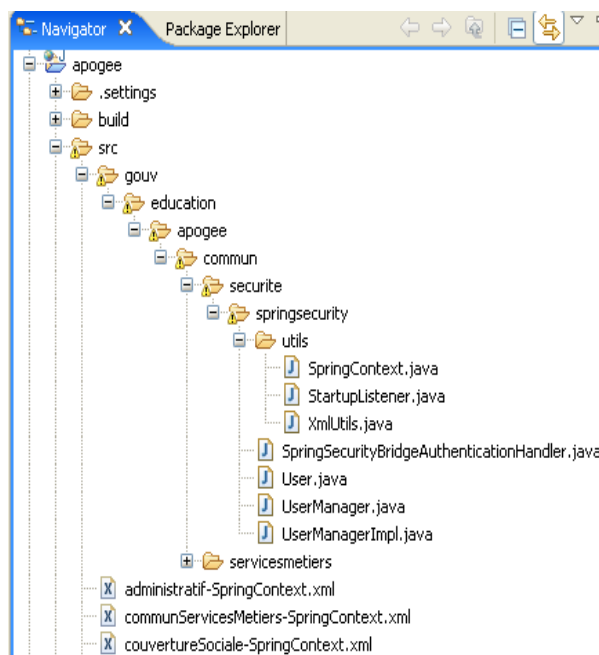 Navigator Package Explorer
apogee
.settings
build
src
gouv
education
apogee
commun
securite
springsecurity
utils
SpringContext.java
StartupListener.java
XmlUtils.java
SpringSecurityBridgeAuthenticationHandler.java
User.java
UserManager.java
UserManagerImpl.java
servicesmetiers
administratif-SpringContext.xml
communServicesMetiers-SpringContext.xml
couvertureSociale-SpringContext.xml